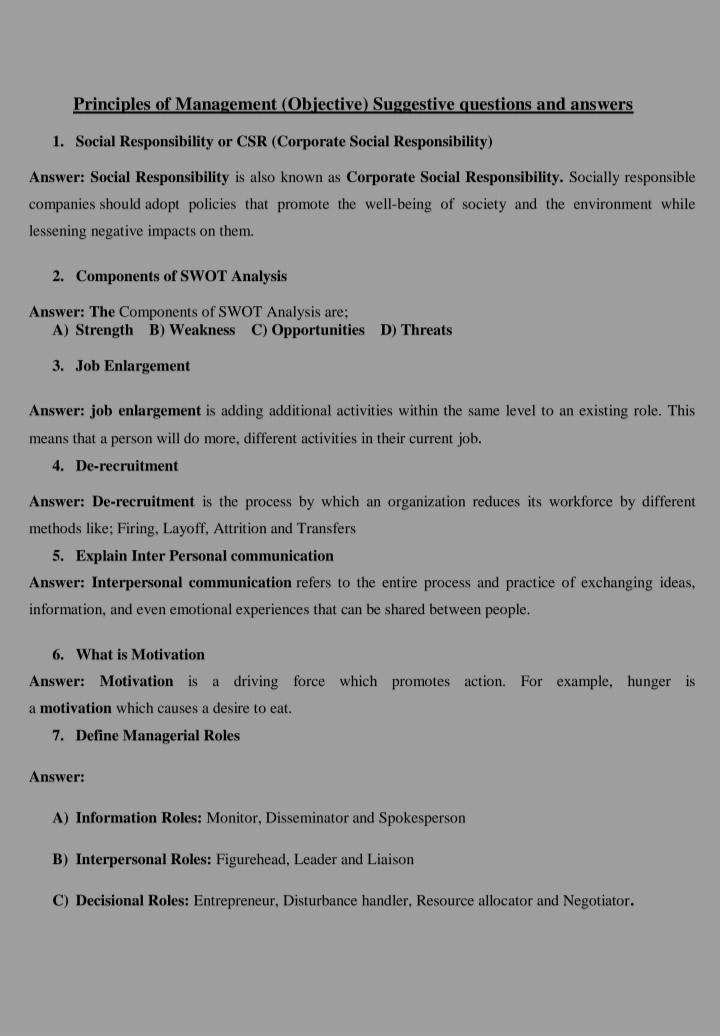 Principles of Management (Objective) Suggestive questions and answers
1. Social Responsibility or CSR (Corporate Social Responsibility)
Answer: Social Responsibility is also known as Corporate Social Responsibility. Socially responsible
companies should adopt policies that promote the well-being of society and the environment while
lessening negative impacts on them.
2. Components of SWOT Analysis
Answer: The Components of SWOT Analysis are;
A) Strength B) Weakness C) Opportunities D) Threats
3. Job Enlargement
Answer: job enlargement is adding additional activities within the same level to an existing role. This
means that a person will do more, different activities in their current job.
4. De-recruitment
Answer: De-recruitment is the process by which an organization reduces its workforce by different
methods like; Firing, Layoff, Attrition and Transfers
5. Explain Inter Personal communication
Answer: Interpersonal communication refers to the entire process and practice of exchanging ideas,
information, and even emotional experiences that can be shared between people.
6. What is Motivation
Answer: Motivation is a driving force which promotes action. For example, hunger is
a motivation which causes a desire to eat.
7. Define Managerial Roles
Answer:
A) Information Roles: Monitor, Disseminator and Spokesperson
B) Interpersonal Roles: Figurehead, Leader and Liaison
C) Decisional Roles: Entrepreneur, Disturbance handler, Resource allocator and Negotiator.